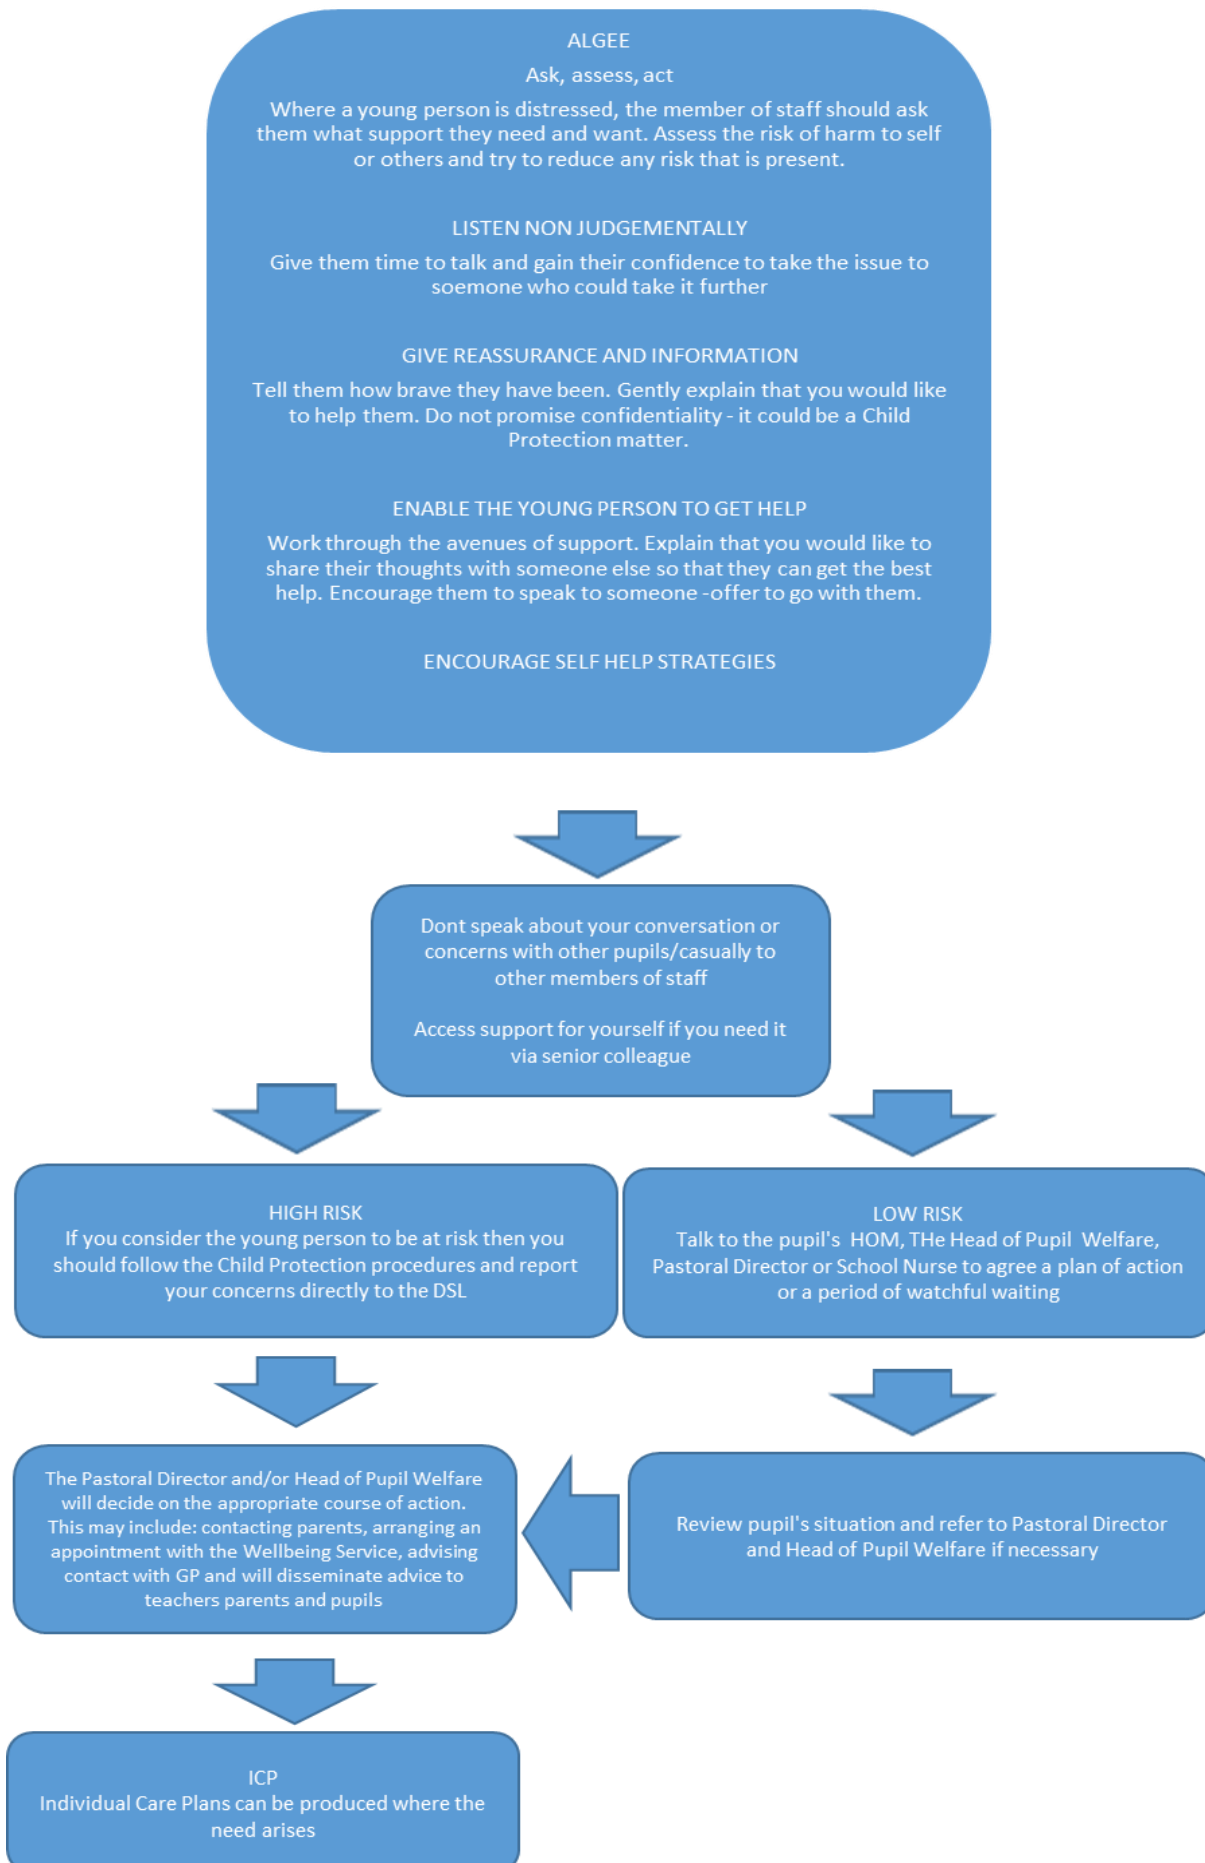 ALGEE
Ask, assess, act
Where a young person is distressed, the member of staff should ask
them what support they need and want. Assess the risk of harm to self
or others and try to reduce any risk that is present.
LISTEN NON JUDGEMENTALLY
Give them time to talk and gain their confidence to take the issue to
soemone who could take it further
GIVE REASSURANCE AND INFORMATION
Tell them how brave they have been. Gently explain that you would like
to help them. Do not promise confidentiality - it could be a Child
Protection matter.
ENABLE THE YOUNG PERSON TO GET HELP
Work through the avenues of support. Explain that you would like to
share their thoughts with someone else so that they can get the best
help. Encourage them to speak to someone -offer to go with them.
ENCOURAGE SELF HELP STRATEGIES
Dont speak about your conversation or
concerns with other pupils/casually to
other members of staff
Access support for yourself if you need it
via senior colleague
HIGH RISK
If you consider the young person to be at risk then you
should follow the Child Protection procedures and report
your concerns directly to the DSL
LOW RISK
Talk to the pupil's HOM, THe Head of Pupil Welfare,
Pastoral Director or School Nurse to agree a plan of action
or a period of watchful waiting
The Pastoral Director and/or Head of Pupil Welfare
will decide on the appropriate course of action.
This may include: contacting parents, arranging an
appointment with the Wellbeing Service, advising
contact with GP and will disseminate advice to
teachers parents and pupils
Review pupil's situation and refer to Pastoral Director
and Head of Pupil Welfare if necessary
ICP
Individual Care Plans can be produced where the
need arises